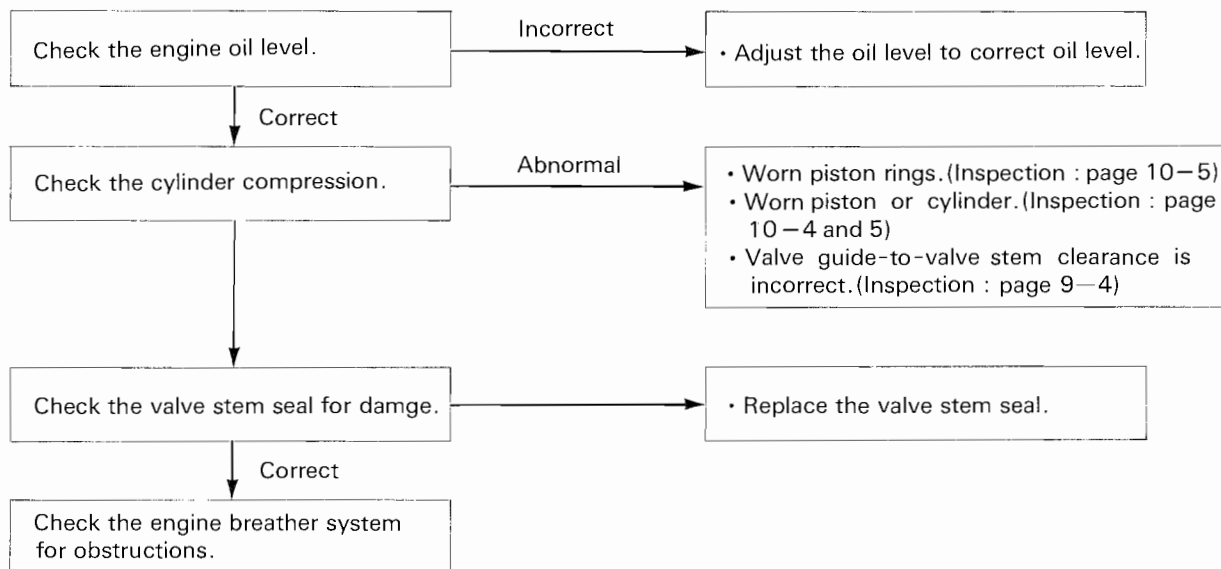 Check the engine oil level.
Incorrect
· Adjust the oil level to correct oil level.
Correct
Check the cylinder compression.
Abnormal
· Worn piston rings.(Inspection : page 10–5)
· Worn piston or cylinder.(Inspection : page
10–4 and 5)
· Valve guide-to-valve stem clearance is
incorrect.(Inspection : page 9–4)
Check the valve stem seal for damge.
· Replace the valve stem seal.
Correct
Check the engine breather system
for obstructions.